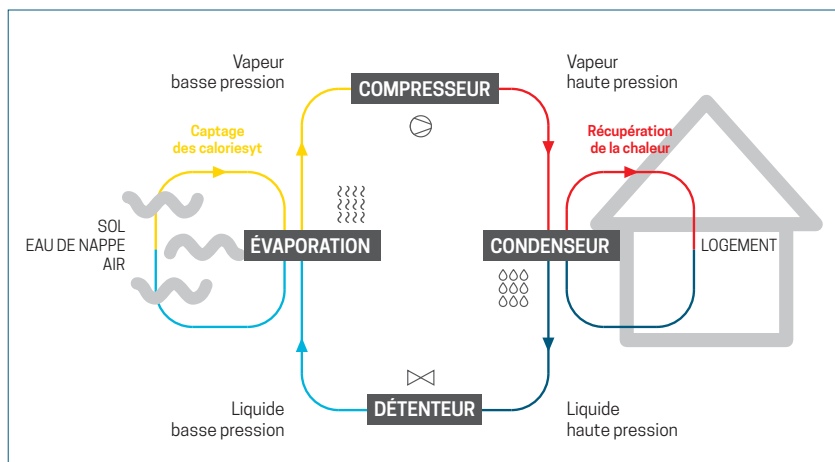 Vapeur
basse pression
COMPRESSEUR
Vapeur
haute pression
Captage
des caloriesyt
Récupération
de la chaleur
SOL
EAU DE NAPPE
AIR
ÉVAPORATION
CONDENSEUR
LOGEMENT
Liquide
basse pression
DÉTENTEUR
Liquide
haute pression